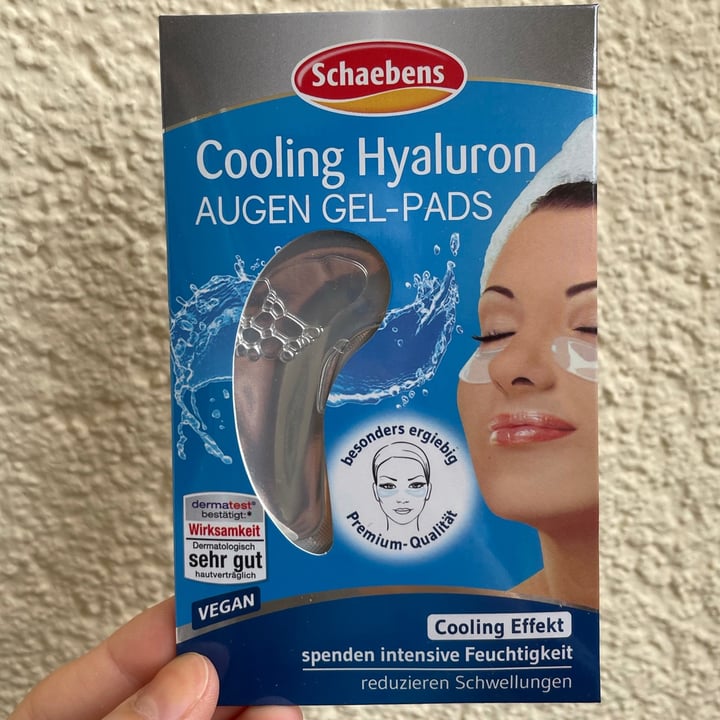 Schaebens
Cooling Hyaluron
AUGEN GEL-PADS
besonders ergiebig
Premium-Qualität
dermatest®
bestätigt:*
Wirksamkeit
Dermatologisch
sehr gut
hautverträglich
VEGAN
Cooling Effekt
spenden intensive Feuchtigkeit
reduzieren Schwellungen